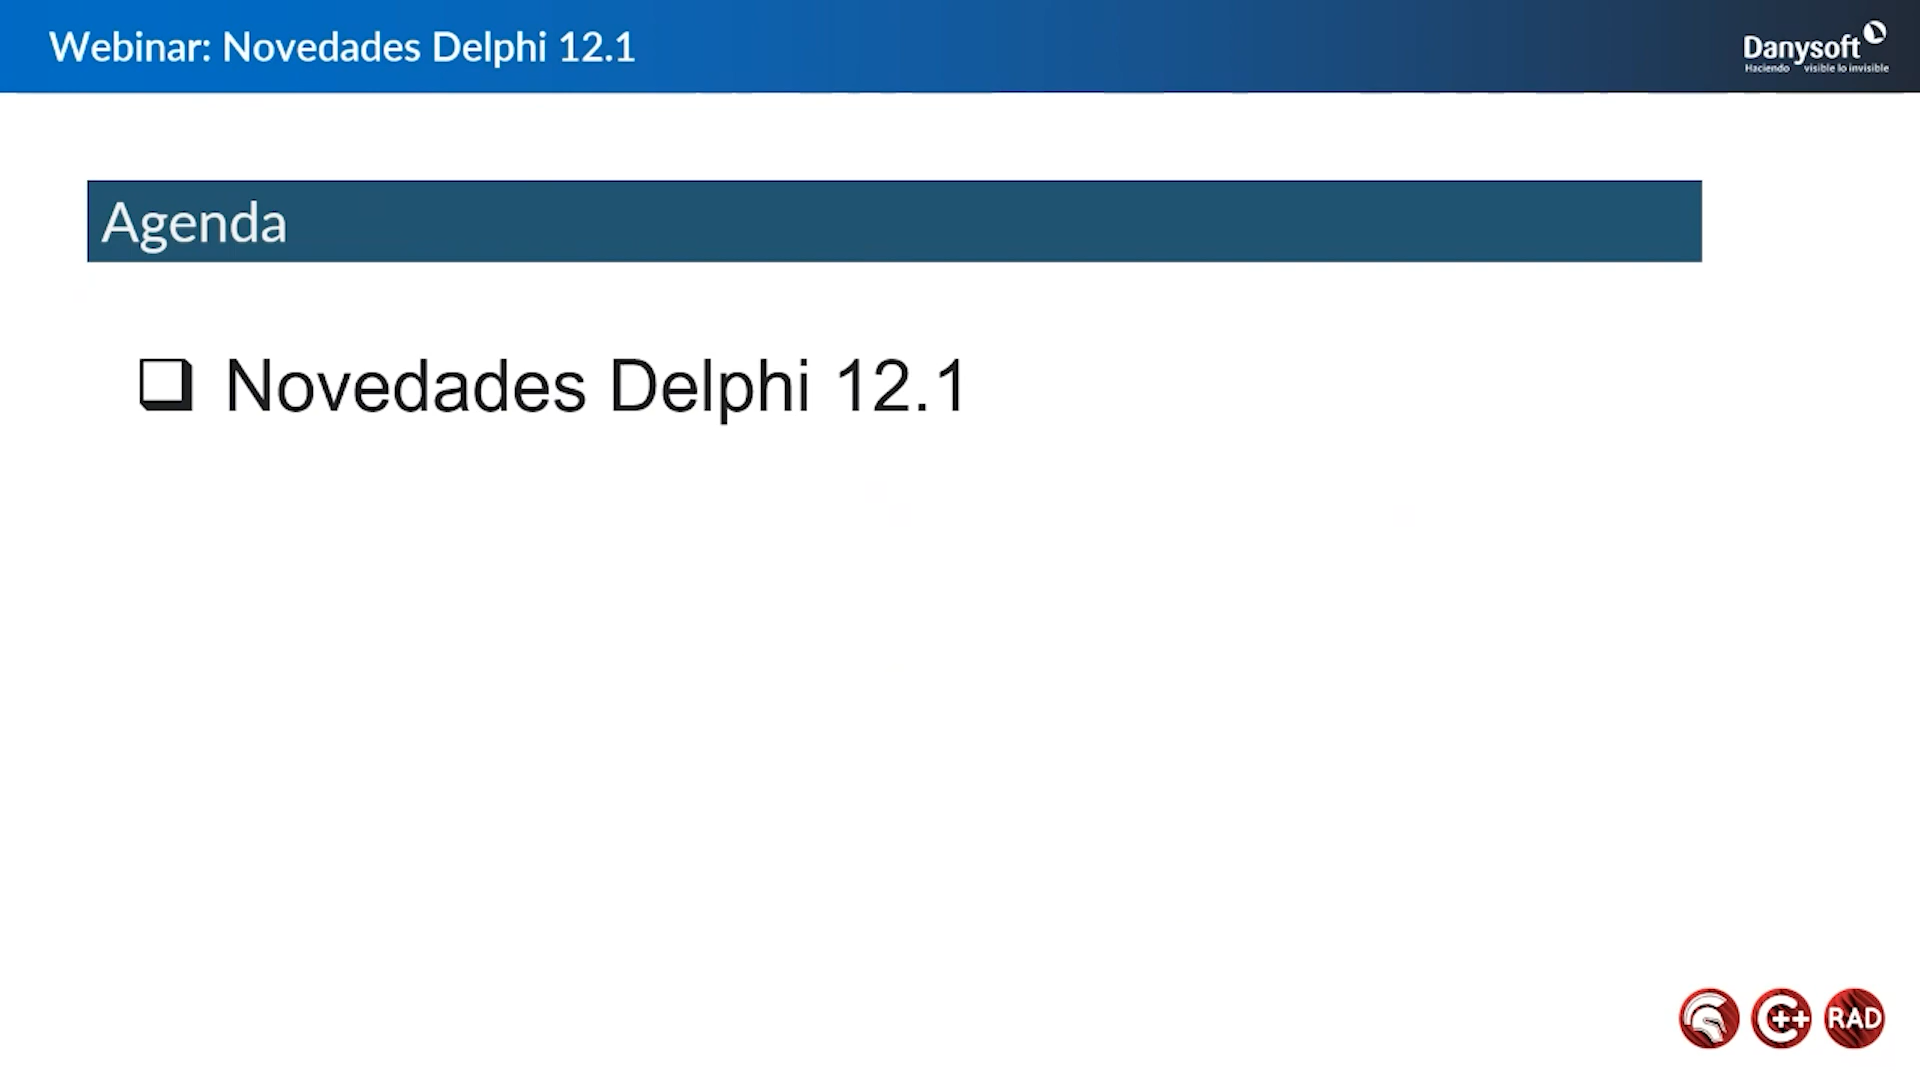 Webinar: Novedades Delphi 12.1
Danysoft
Haciendo visible lo invisible
Agenda
Novedades Delphi 12.1
C++
RAD